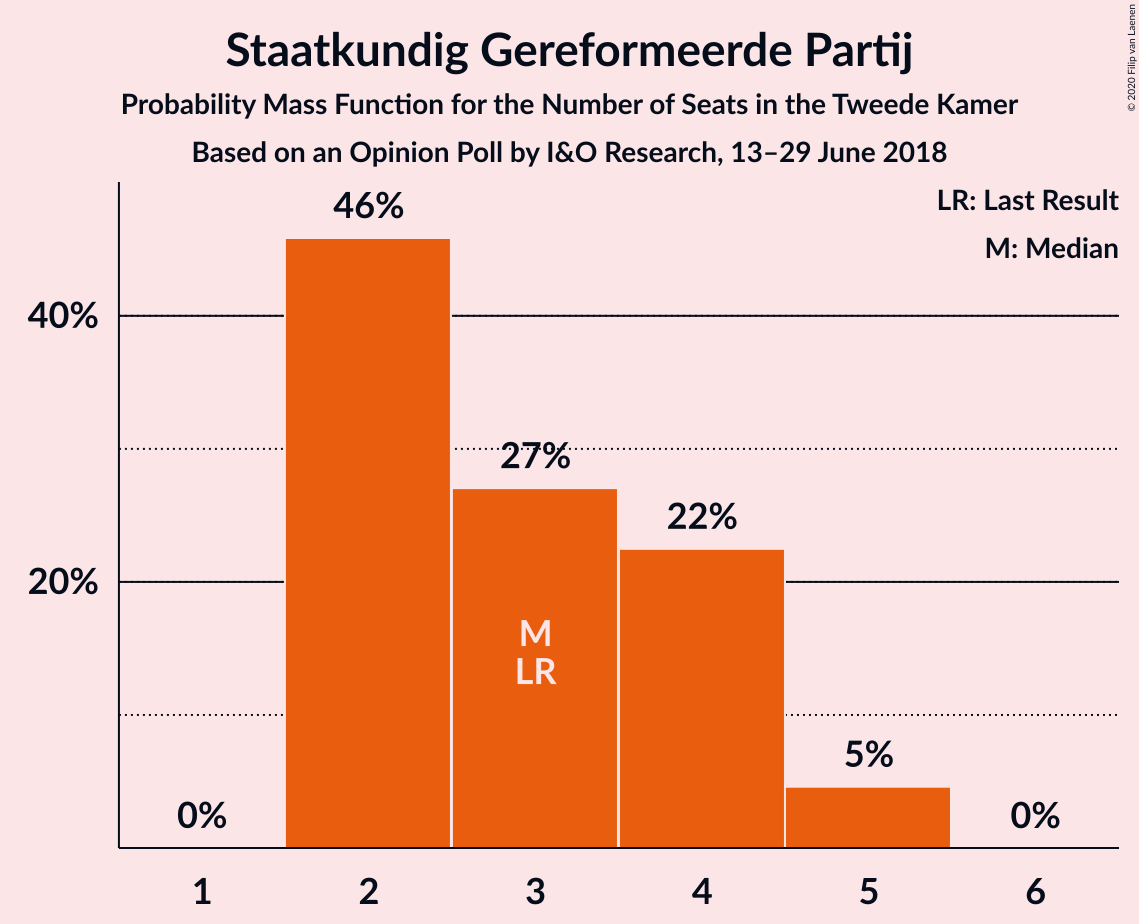 Staatkundig Gereformeerde Partij
Probability Mass Function for the Number of Seats in the Tweede Kamer
Based on an Opinion Poll by I&O Research, 13–29 June 2018
© 2020 Filip van Laenen
LR: Last Result
M: Median
46%
40%
27%
22%
20%
M
LR
5%
0%
0%
1 2 3 4 5 6